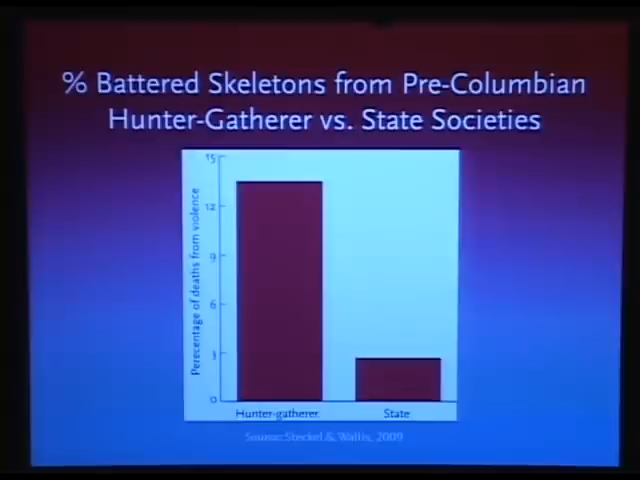 % Battered Skeletons from Pre-Columbian
Hunter-Gatherer vs. State Societies
15
12
9
6
3
0
Perecentage of deaths from violence
Hunter-gatherer
State
Source: Steckel & Wallis, 2009